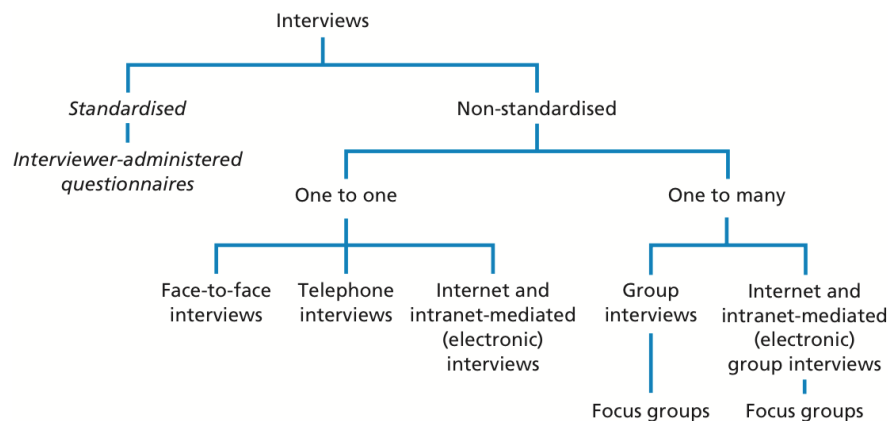 Interviews
Standardised
Non-standardised
Interviewer-administered
questionnaires
One to one
One to many
Face-to-face
interviews
Telephone
interviews
Internet and
intranet-mediated
(electronic)
interviews
Group
interviews
Internet and
intranet-mediated
(electronic)
group interviews
Focus groups
Focus groups